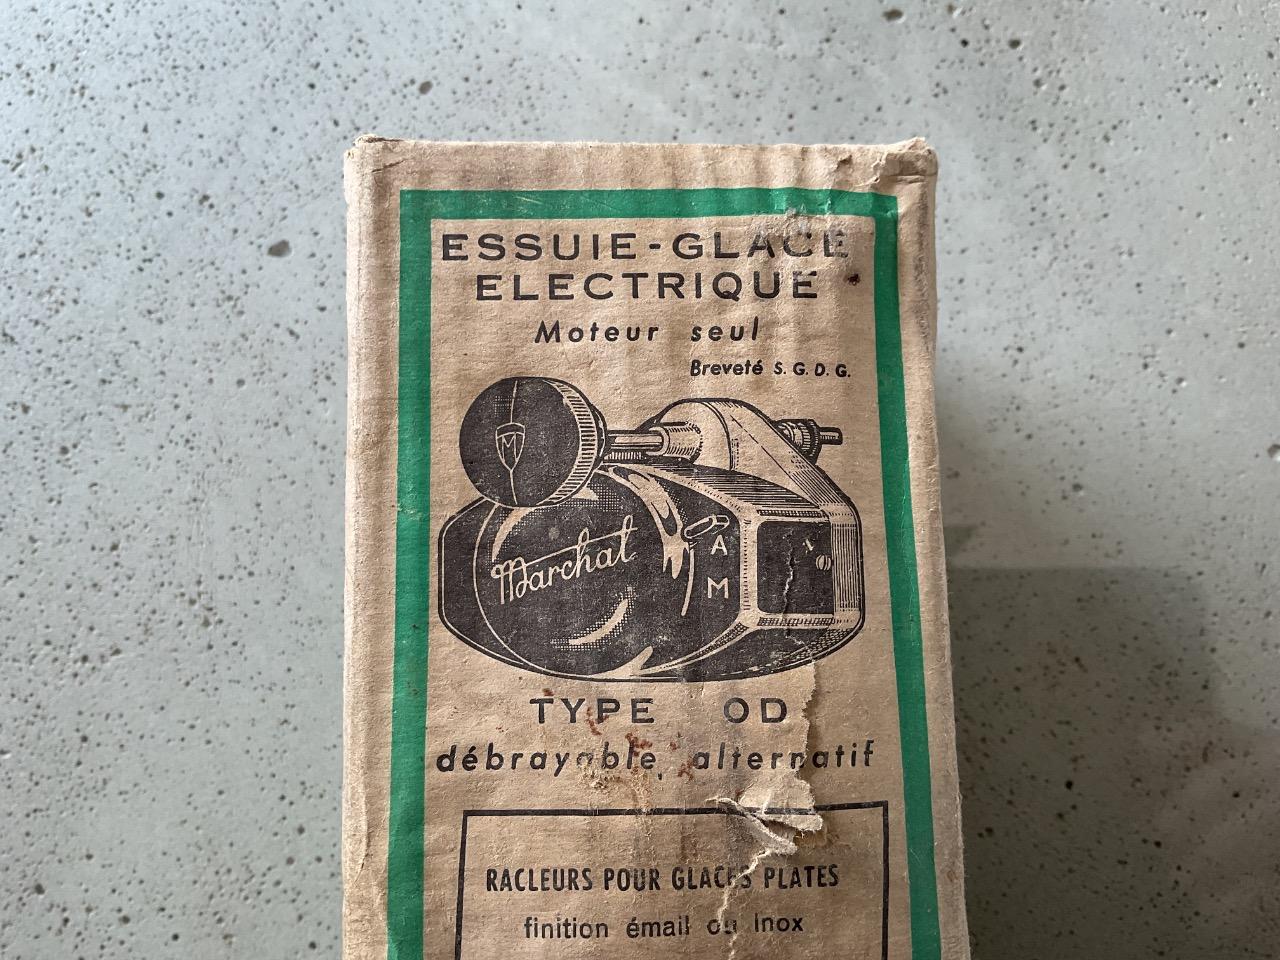 ESSUIE-GLACE
ELECTRIQUE
Moteur seul
Breveté S. G. D. G.
M
Marchal
A
M
TYPE OD
débrayable, alternatif
RACLEURS POUR GLACES PLATES
finition émail ou inox